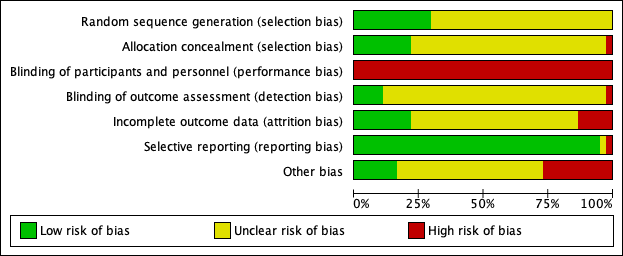 Random sequence generation (selection bias)
Allocation concealment (selection bias)
Blinding of participants and personnel (performance bias)
Blinding of outcome assessment (detection bias)
Incomplete outcome data (attrition bias)
Selective reporting (reporting bias)
Other bias
0% 25% 50% 75% 100%
Low risk of bias Unclear risk of bias High risk of bias